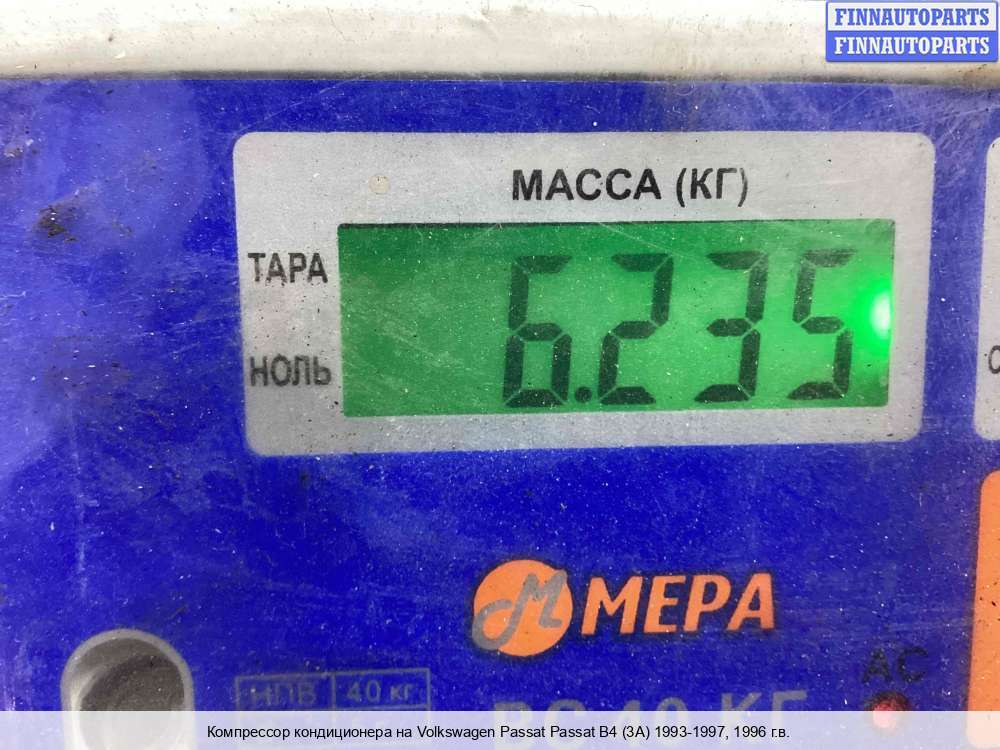 FINNAUTOPARTS
FINNAUTOPARTS
МАССА (КГ)
ТАРА
6.235
НОЛЬ
МЕРА
АС
НПВ 40 кг
Компрессор кондиционера на Volkswagen Passat Passat B4 (3A) 1993-1997, 1996 г.в.